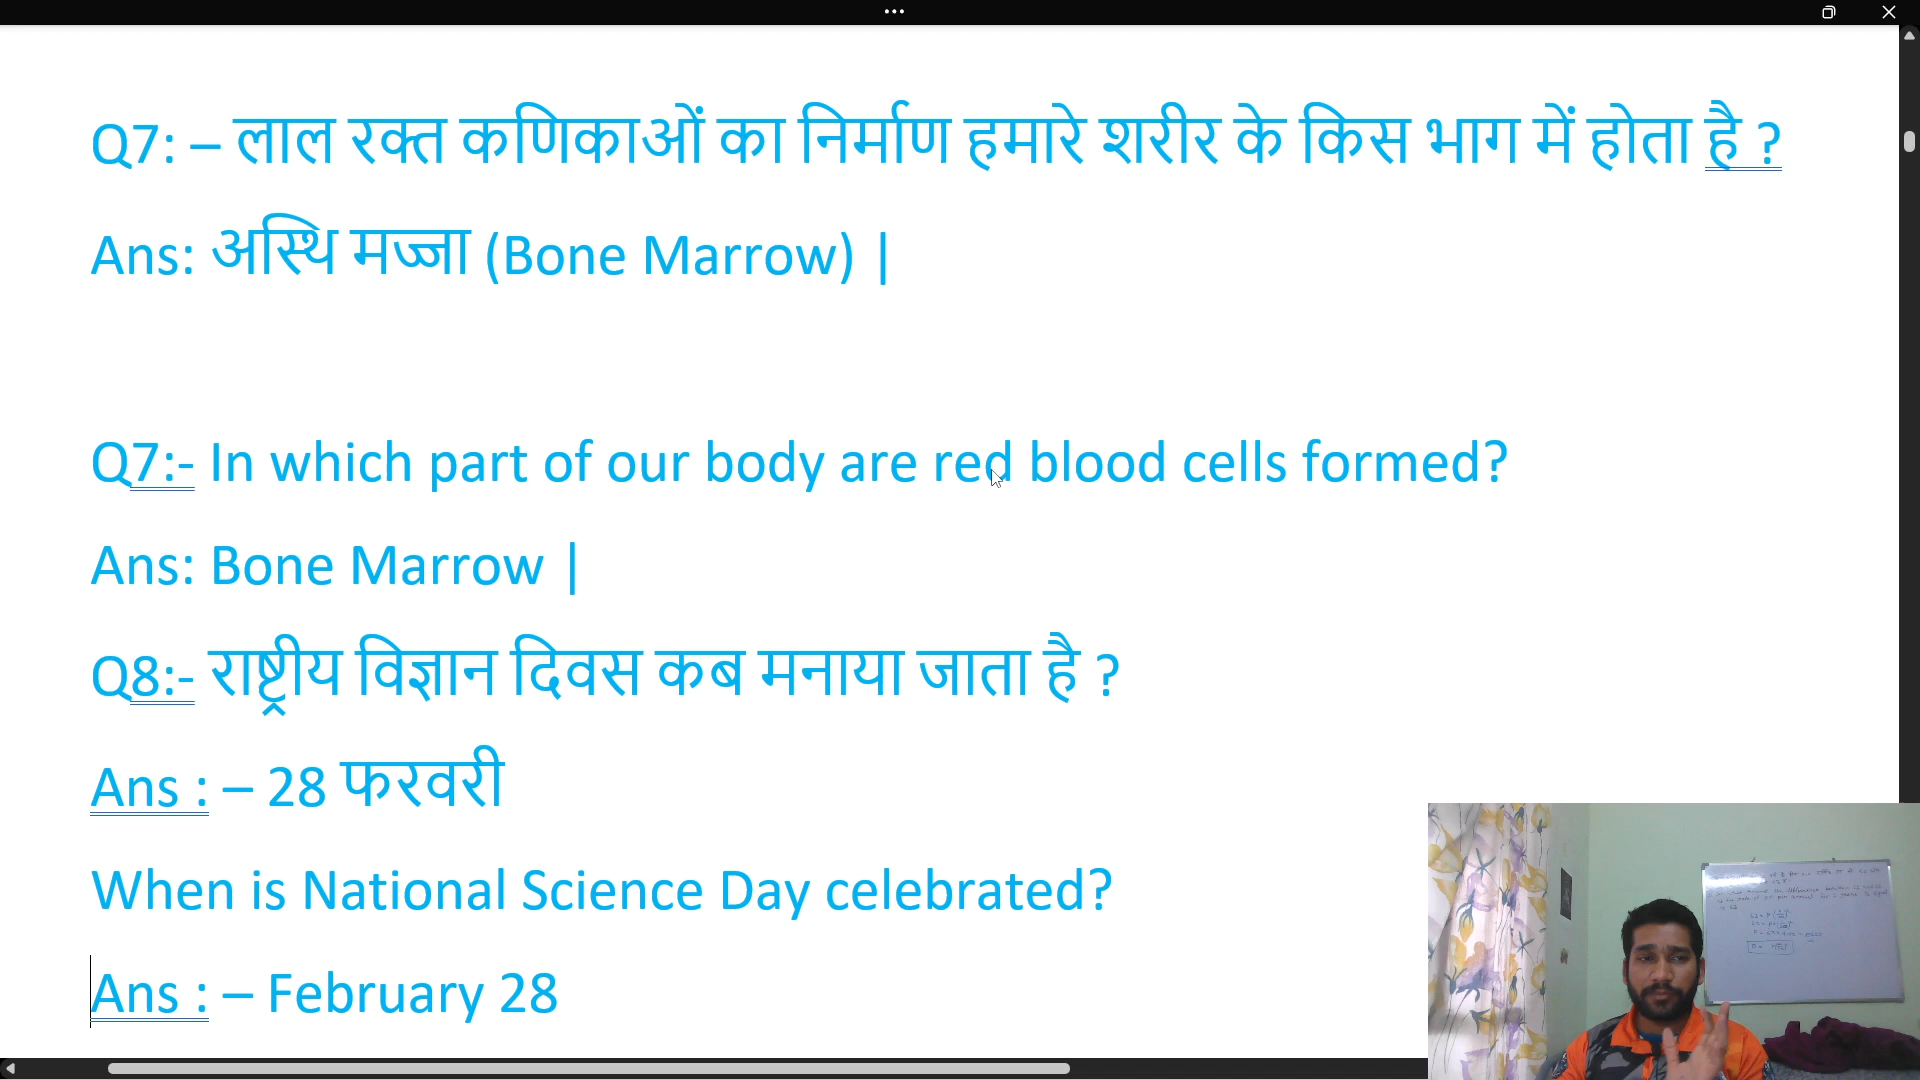 Q7: – लाल रक्त कणिकाओं का निर्माण हमारे शरीर के किस भाग में होता है ?
Ans: अस्थि मज्जा (Bone Marrow) |
Q7:- In which part of our body are red blood cells formed?
Ans: Bone Marrow |
Q8:- राष्ट्रीय विज्ञान दिवस कब मनाया जाता है ?
Ans : – 28 फरवरी
When is National Science Day celebrated?
Ans : – February 28